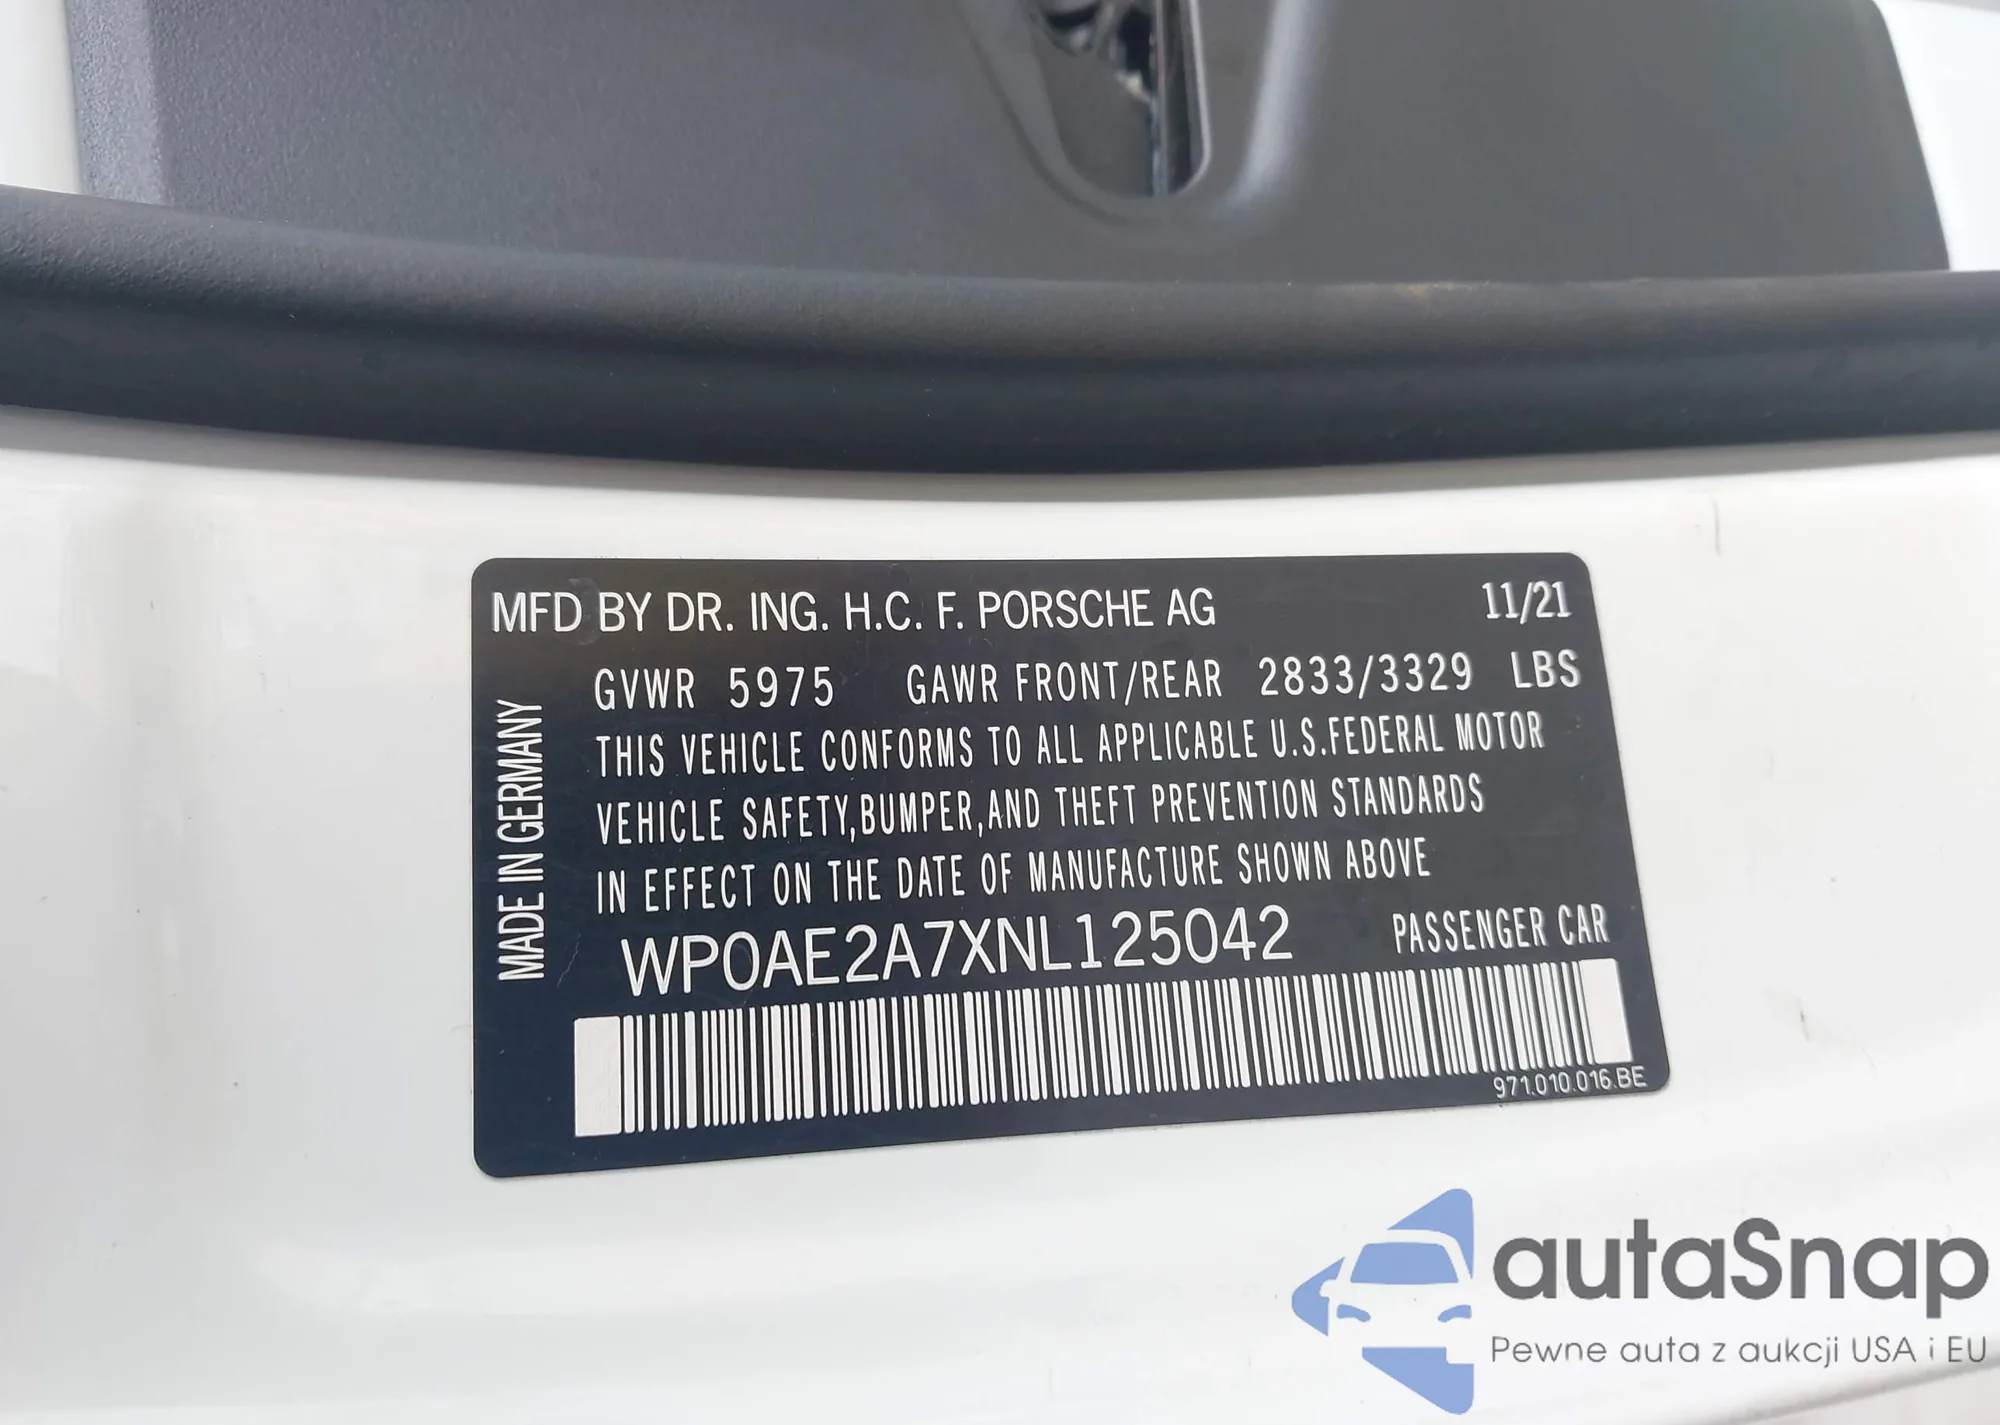 MFD BY DR. ING. H.C. F. PORSCHE AG 11/21
GVWR 5975 GAWR FRONT/REAR 2833/3329 LBS
THIS VEHICLE CONFORMS TO ALL APPLICABLE U.S.FEDERAL MOTOR
VEHICLE SAFETY,BUMPER,AND THEFT PREVENTION STANDARDS
IN EFFECT ON THE DATE OF MANUFACTURE SHOWN ABOVE
MADE IN GERMANY
WP0AE2A7XNL125042 PASSENGER CAR
971.010.016.BE
autaSnap
Pewne auta z aukcji USA i EU